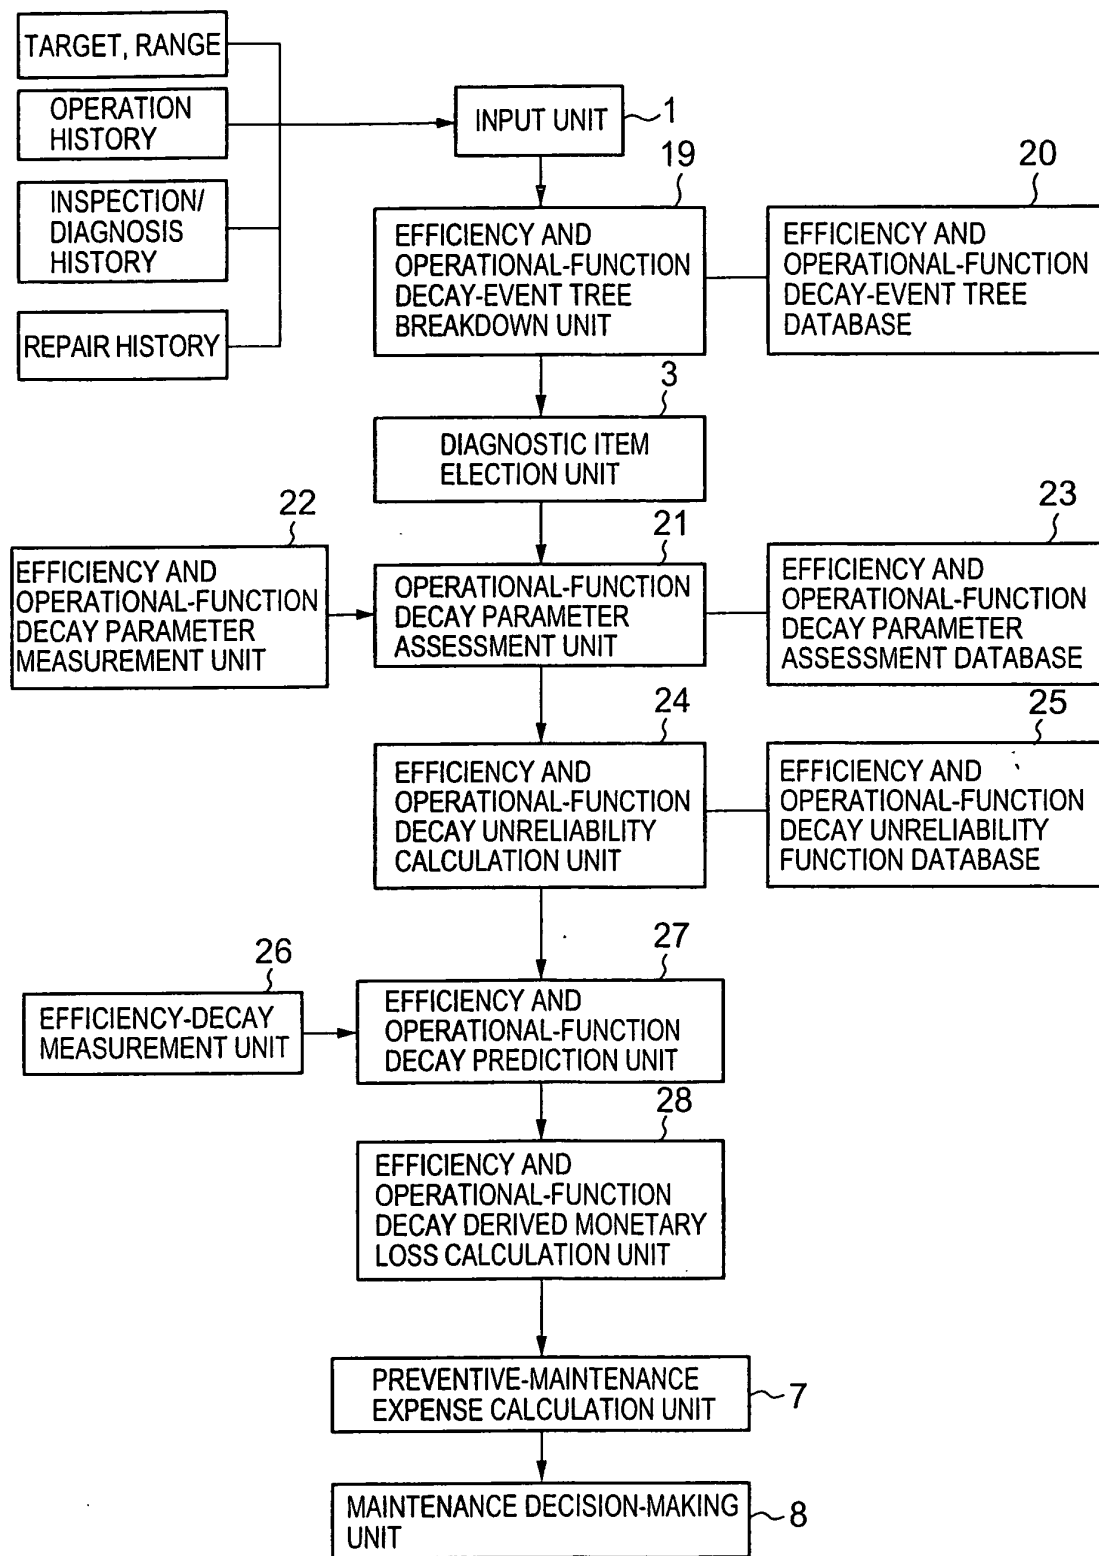 TARGET, RANGE
OPERATION
HISTORY
INSPECTION/
DIAGNOSIS
HISTORY
REPAIR HISTORY
INPUT UNIT
1
19
EFFICIENCY AND
OPERATIONAL-FUNCTION
DECAY-EVENT TREE
BREAKDOWN UNIT
20
EFFICIENCY AND
OPERATIONAL-FUNCTION
DECAY-EVENT TREE
DATABASE
3
DIAGNOSTIC ITEM
ELECTION UNIT
22
EFFICIENCY AND
OPERATIONAL-FUNCTION
DECAY PARAMETER
MEASUREMENT UNIT
21
OPERATIONAL-FUNCTION
DECAY PARAMETER
ASSESSMENT UNIT
23
EFFICIENCY AND
OPERATIONAL-FUNCTION
DECAY PARAMETER
ASSESSMENT DATABASE
24
EFFICIENCY AND
OPERATIONAL-FUNCTION
DECAY UNRELIABILITY
CALCULATION UNIT
25
EFFICIENCY AND
OPERATIONAL-FUNCTION
DECAY UNRELIABILITY
FUNCTION DATABASE
26
EFFICIENCY-DECAY
MEASUREMENT UNIT
27
EFFICIENCY AND
OPERATIONAL-FUNCTION
DECAY PREDICTION UNIT
28
EFFICIENCY AND
OPERATIONAL-FUNCTION
DECAY DERIVED MONETARY
LOSS CALCULATION UNIT
PREVENTIVE-MAINTENANCE
EXPENSE CALCULATION UNIT
7
MAINTENANCE DECISION-MAKING
UNIT
8